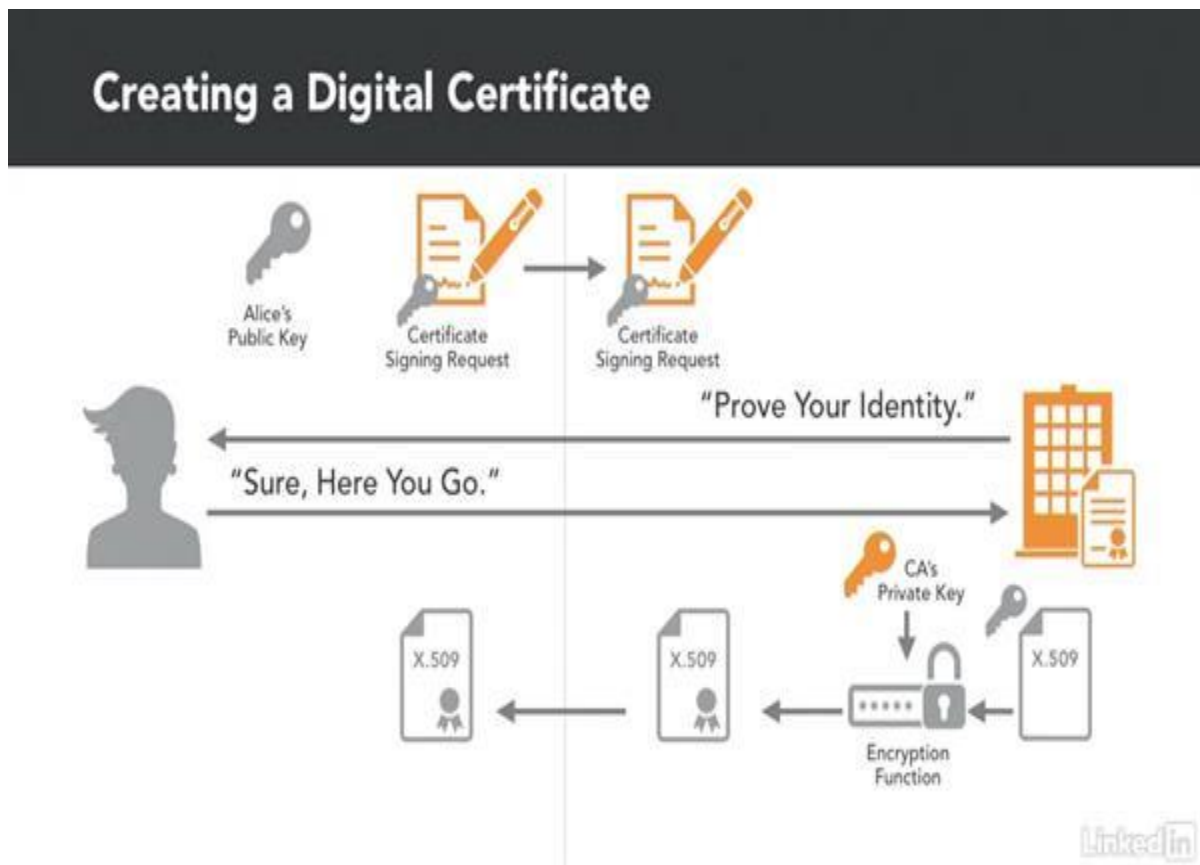 Creating a Digital Certificate
Alice's
Public Key
Certificate
Signing Request
Certificate
Signing Request
"Prove Your Identity."
"Sure, Here You Go."
CA's
Private Key
X.509
X.509
X.509
Encryption
Function
Linked in